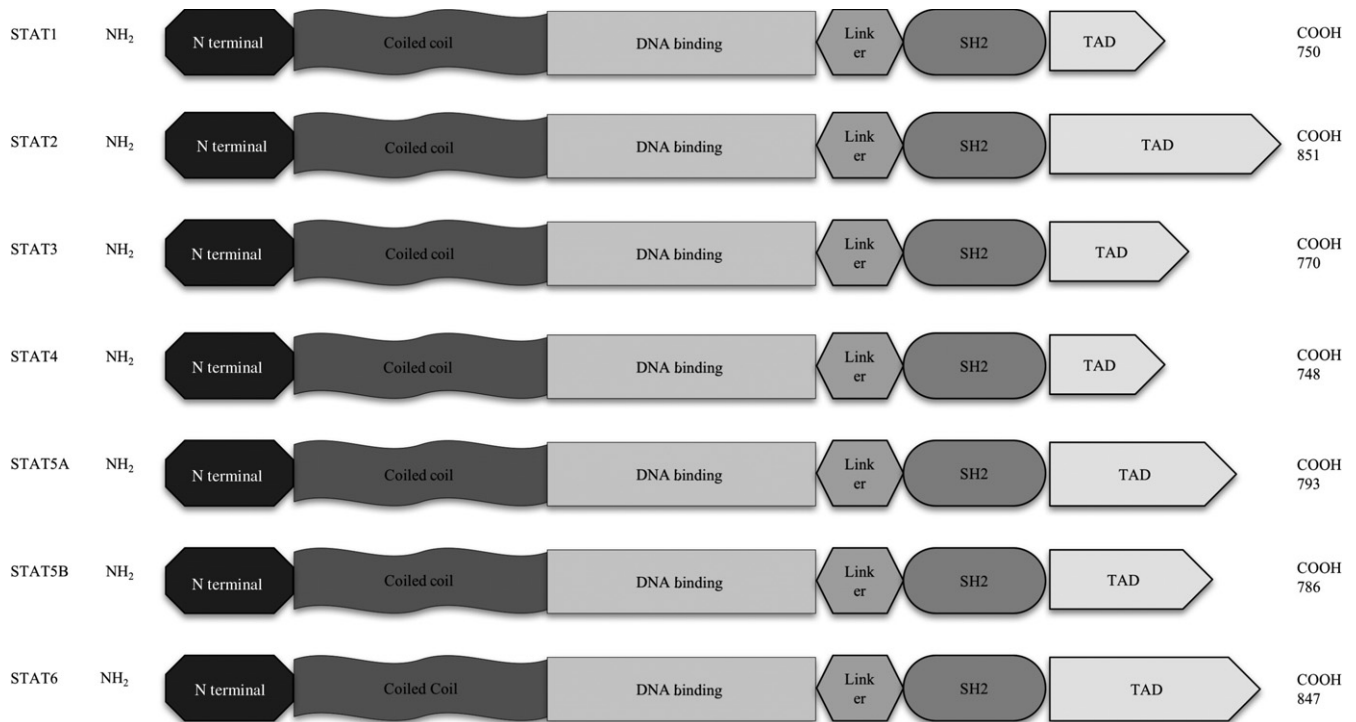 STAT1 NH₂ N terminal Coiled coil DNA binding Link er SH2 TAD COOH 750
STAT2 NH₂ N terminal Coiled coil DNA binding Link er SH2 TAD COOH 851
STAT3 NH₂ N terminal Coiled coil DNA binding Link er SH2 TAD COOH 770
STAT4 NH₂ N terminal Coiled coil DNA binding Link er SH2 TAD COOH 748
STAT5A NH₂ N terminal Coiled coil DNA binding Link er SH2 TAD COOH 793
STAT5B NH₂ N terminal Coiled coil DNA binding Link er SH2 TAD COOH 786
STAT6 NH₂ N terminal Coiled Coil DNA binding Link er SH2 TAD COOH 847